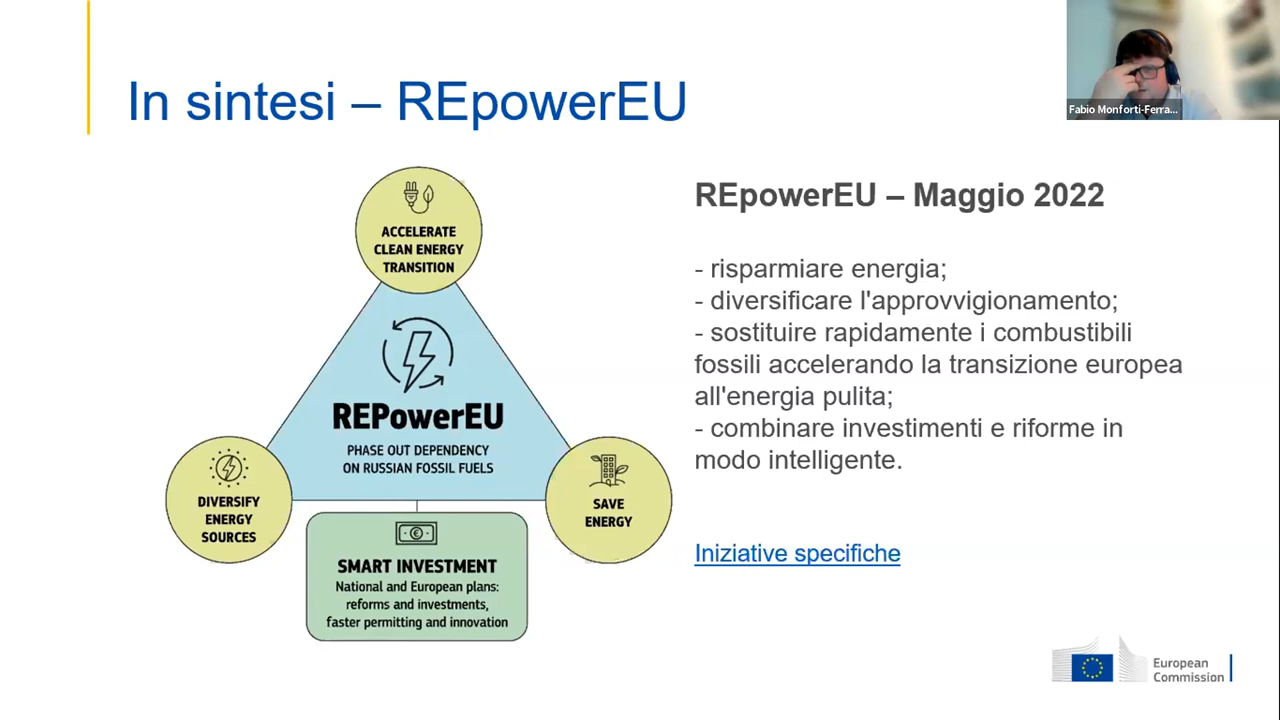 In sintesi – REpowerEU
Fabio Monforti-Ferra...
ACCELERATE
CLEAN ENERGY
TRANSITION
REPowerEU
PHASE OUT DEPENDENCY
ON RUSSIAN FOSSIL FUELS
DIVERSIFY
ENERGY
SOURCES
SAVE
ENERGY
€
SMART INVESTMENT
National and European plans:
reforms and investments,
faster permitting and innovation
REpowerEU – Maggio 2022
- risparmiare energia;
- diversificare l'approvvigionamento;
- sostituire rapidamente i combustibili
fossili accelerando la transizione europea
all'energia pulita;
- combinare investimenti e riforme in
modo intelligente.
Iniziative specifiche
European
Commission